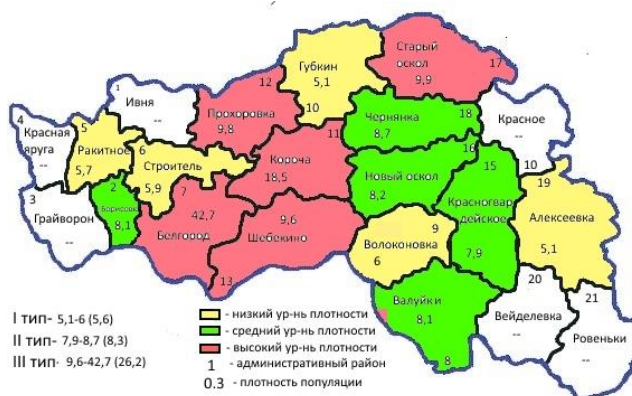 Старый
оскол
9,9
17
Губкин
5,1
10
12
Прохоровка
9,8
1
Ивня
--
4
Красная
яруга
--
5
Ракитное
5,7
6
Строитель
5,9
11
Короча
18,5
Чернянка
18
8,7
Красное
--
10
16
Новый оскол
8,2
15
Красногвар
дейское
7,9
19
Алексеевка
5,1
3
Грайворон
--
2
Борисовк
8,1
7
42,7
Белгород
9,6
Шебекино
13
9
Волоконовка
6
Валуйки
8,1
8
20
Вейделевка
--
21
Ровеньки
--
I тип- 5,1-6 (5,6)
II тип- 7,9-8,7 (8,3)
III тип- 9,6-42,7 (26,2)
- низкий ур-нь плотности
- средний ур-нь плотности
- высокий ур-нь плотности
1 - административный район
0.3 - плотность популяции